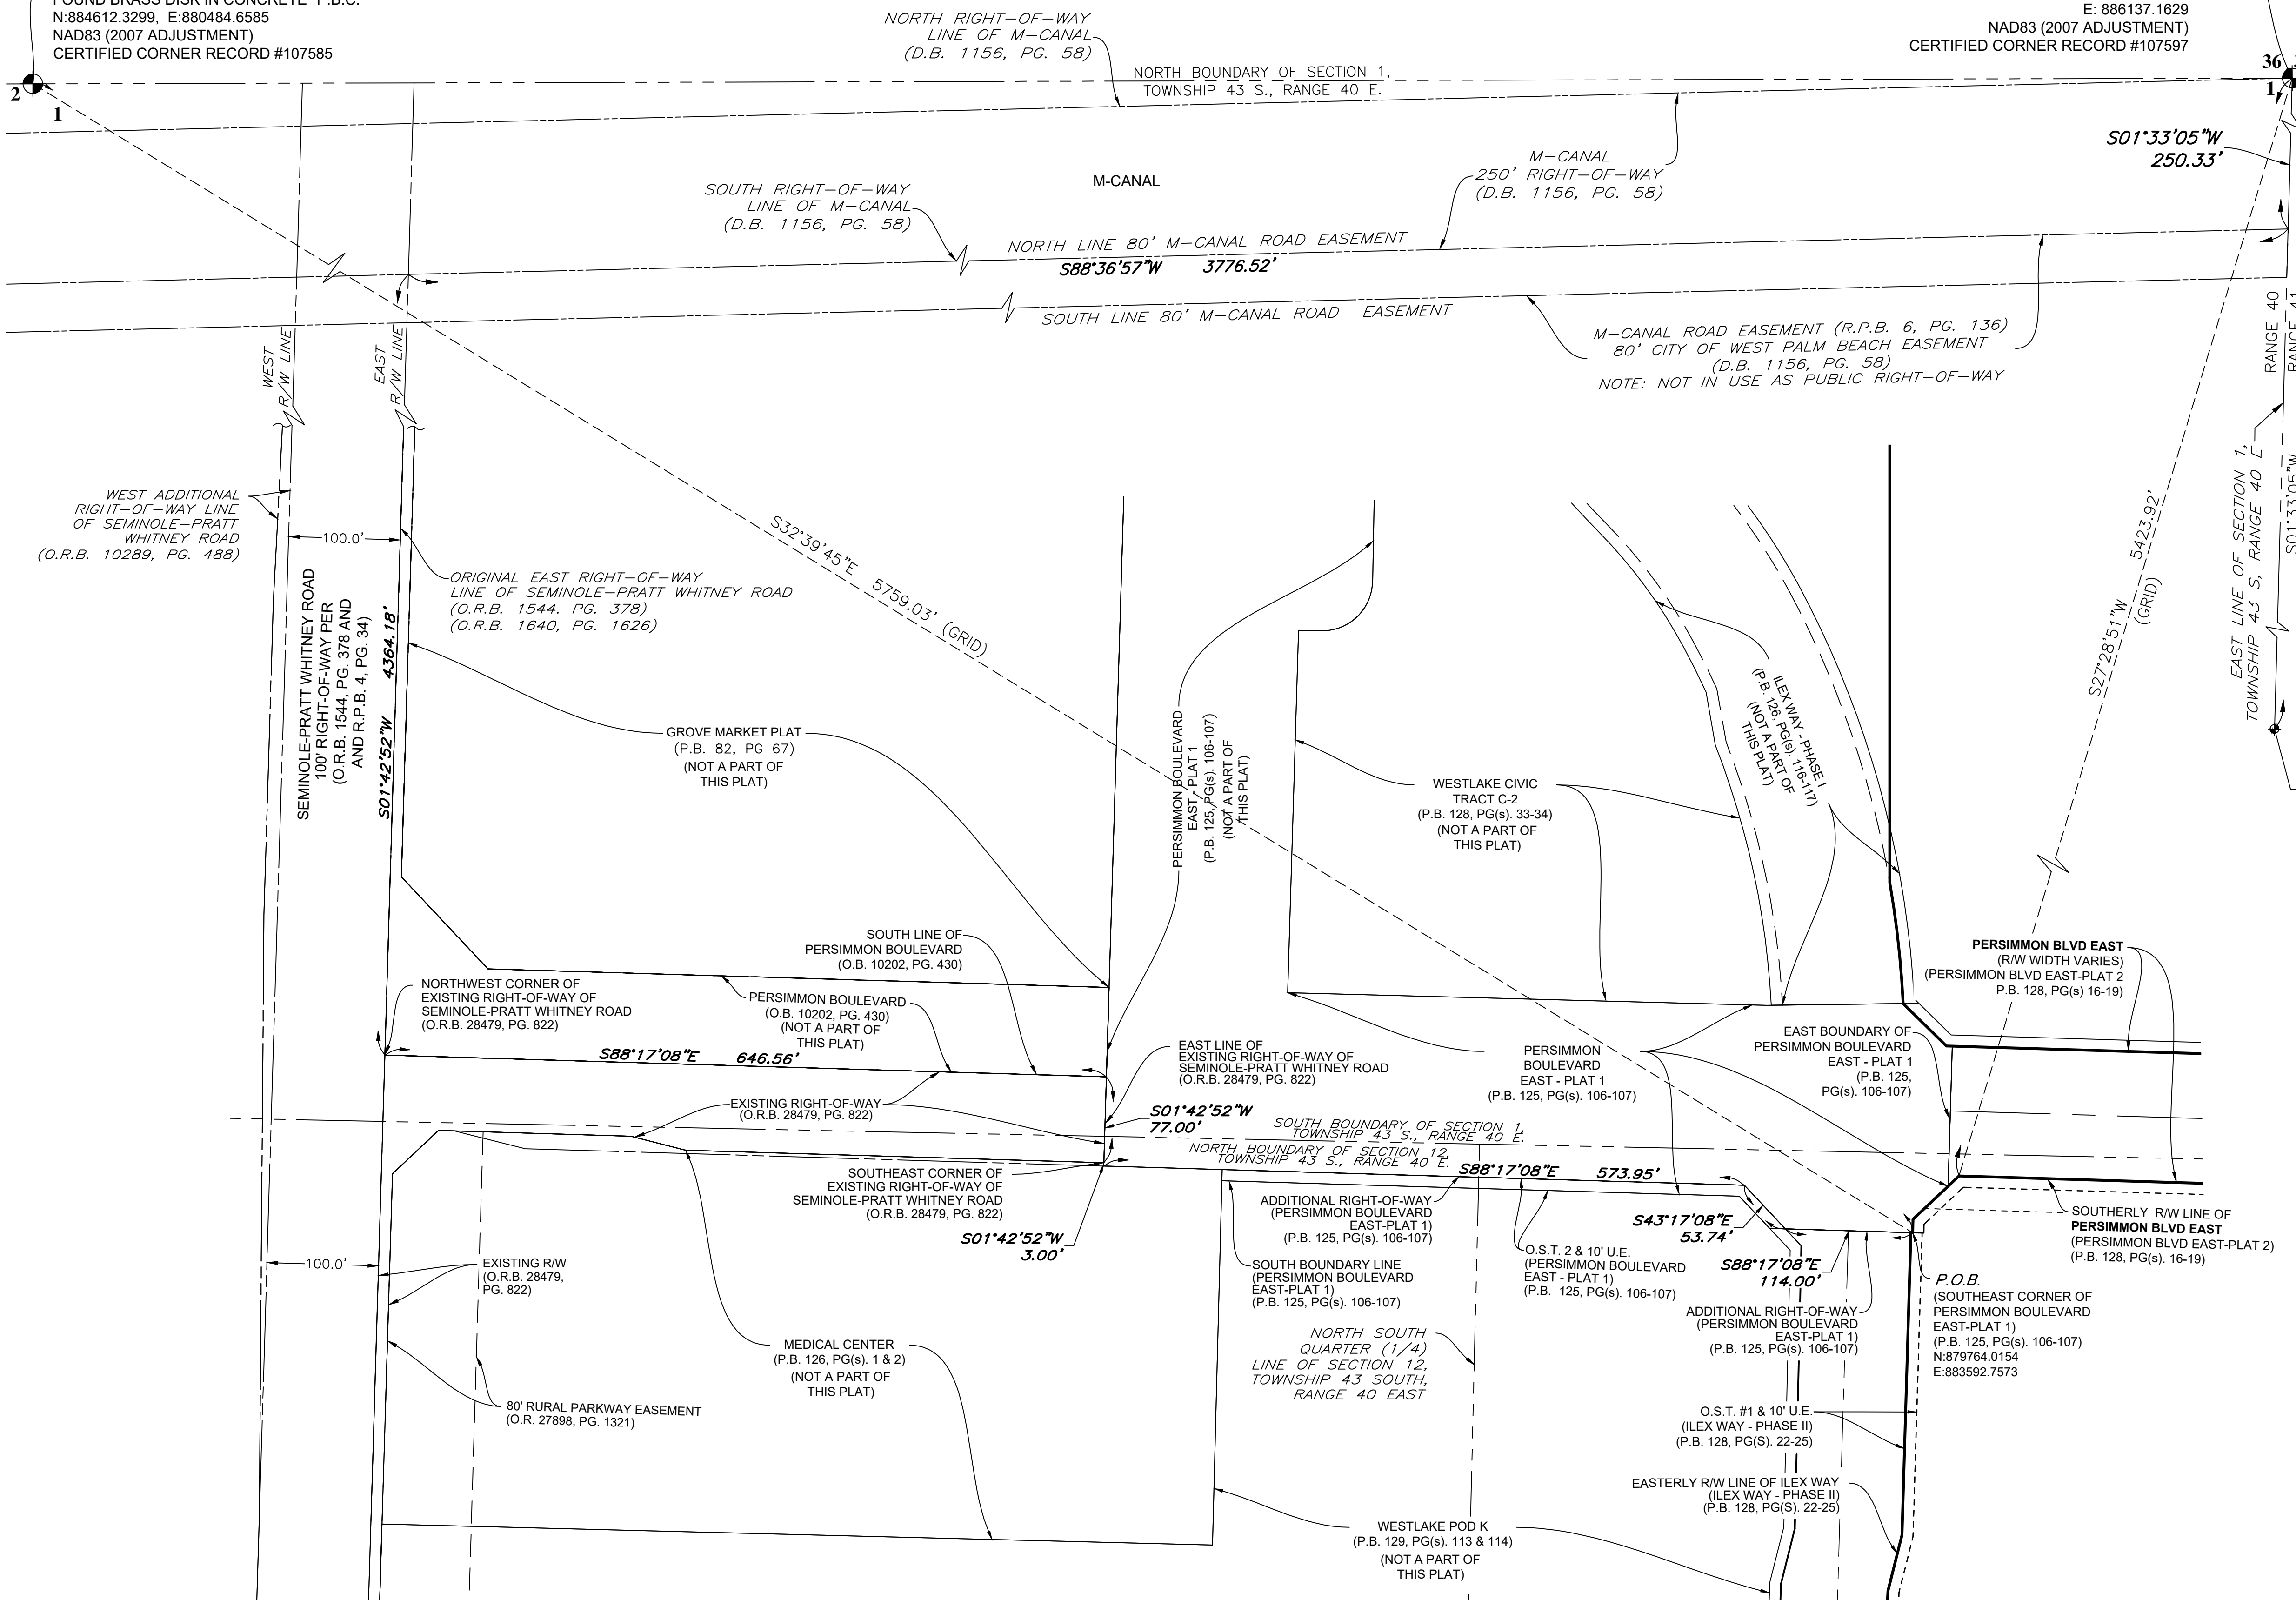 FOUND BRASS DISK IN CONCRETE "P.B.C."
N:884612.3299, E:880484.6585
NAD83 (2007 ADJUSTMENT)
CERTIFIED CORNER RECORD #107585
NORTH RIGHT-OF-WAY
LINE OF M-CANAL
(D.B. 1156, PG. 58)
E: 886137.1629
NAD83 (2007 ADJUSTMENT)
CERTIFIED CORNER RECORD #107597
2
1
NORTH BOUNDARY OF SECTION 1,
TOWNSHIP 43 S., RANGE 40 E.
36
1
S01°33'05"W
250.33'
M-CANAL
250' RIGHT-OF-WAY
(D.B. 1156, PG. 58)
M-CANAL
SOUTH RIGHT-OF-WAY
LINE OF M-CANAL
(D.B. 1156, PG. 58)
NORTH LINE 80' M-CANAL ROAD EASEMENT
S88°36'57"W 3776.52'
SOUTH LINE 80' M-CANAL ROAD EASEMENT
M-CANAL ROAD EASEMENT (R.P.B. 6, PG. 136)
80' CITY OF WEST PALM BEACH EASEMENT
(D.B. 1156, PG. 58)
NOTE: NOT IN USE AS PUBLIC RIGHT-OF-WAY
WEST
R/W LINE
EAST
R/W LINE
RANGE 40
RANGE 41
EAST LINE OF SECTION 1,
TOWNSHIP 43 S, RANGE 40 E
S01°33'05"W
S27°28'51"W 5423.92'
(GRID)
WEST ADDITIONAL
RIGHT-OF-WAY LINE
OF SEMINOLE-PRATT
WHITNEY ROAD
(O.R.B. 10289, PG. 488)
100.0'
ORIGINAL EAST RIGHT-OF-WAY
LINE OF SEMINOLE-PRATT WHITNEY ROAD
(O.R.B. 1544. PG. 378)
(O.R.B. 1640, PG. 1626)
S32°39'45"E 5759.03' (GRID)
SEMINOLE-PRATT WHITNEY ROAD
100' RIGHT-OF-WAY PER
(O.R.B. 1544, PG. 378 AND
AND R.P.B. 4, PG. 34)
S01°42'52"W 4364.18'
GROVE MARKET PLAT
(P.B. 82, PG 67)
(NOT A PART OF
THIS PLAT)
PERSIMMON BOULEVARD
EAST - PLAT 1
(P.B. 125, PG(s). 106-107)
(NOT A PART OF
THIS PLAT)
WESTLAKE CIVIC
TRACT C-2
(P.B. 128, PG(s). 33-34)
(NOT A PART OF
THIS PLAT)
ILEX WAY - PHASE I
(P.B. 126, PG(s). 116-117)
(NOT A PART OF
THIS PLAT)
SOUTH LINE OF
PERSIMMON BOULEVARD
(O.B. 10202, PG. 430)
PERSIMMON BLVD EAST
(R/W WIDTH VARIES)
(PERSIMMON BLVD EAST-PLAT 2
P.B. 128, PG(s) 16-19)
NORTHWEST CORNER OF
EXISTING RIGHT-OF-WAY OF
SEMINOLE-PRATT WHITNEY ROAD
(O.R.B. 28479, PG. 822)
PERSIMMON BOULEVARD
(O.B. 10202, PG. 430)
(NOT A PART OF
THIS PLAT)
S88°17'08"E 646.56'
EAST LINE OF
EXISTING RIGHT-OF-WAY OF
SEMINOLE-PRATT WHITNEY ROAD
(O.R.B. 28479, PG. 822)
PERSIMMON
BOULEVARD
EAST - PLAT 1
(P.B. 125, PG(s). 106-107)
EAST BOUNDARY OF
PERSIMMON BOULEVARD
EAST - PLAT 1
(P.B. 125,
PG(s). 106-107)
EXISTING RIGHT-OF-WAY
(O.R.B. 28479, PG. 822)
S01°42'52"W
77.00'
SOUTH BOUNDARY OF SECTION 1,
TOWNSHIP 43 S., RANGE 40 E.
NORTH BOUNDARY OF SECTION 12,
TOWNSHIP 43 S., RANGE 40 E.
S88°17'08"E 573.95'
SOUTHEAST CORNER OF
EXISTING RIGHT-OF-WAY OF
SEMINOLE-PRATT WHITNEY ROAD
(O.R.B. 28479, PG. 822)
S01°42'52"W
3.00'
ADDITIONAL RIGHT-OF-WAY
(PERSIMMON BOULEVARD
EAST-PLAT 1)
(P.B. 125, PG(s). 106-107)
S43°17'08"E
53.74'
SOUTHERLY R/W LINE OF
PERSIMMON BLVD EAST
(PERSIMMON BLVD EAST-PLAT 2)
(P.B. 128, PG(s). 16-19)
100.0'
EXISTING R/W
(O.R.B. 28479,
PG. 822)
SOUTH BOUNDARY LINE
(PERSIMMON BOULEVARD
EAST-PLAT 1)
(P.B. 125, PG(s). 106-107)
O.S.T. 2 & 10' U.E.
(PERSIMMON BOULEVARD
EAST - PLAT 1)
(P.B. 125, PG(s). 106-107)
S88°17'08"E
114.00'
P.O.B.
(SOUTHEAST CORNER OF
PERSIMMON BOULEVARD
EAST-PLAT 1)
(P.B. 125, PG(s). 106-107)
N:879764.0154
E:883592.7573
ADDITIONAL RIGHT-OF-WAY
(PERSIMMON BOULEVARD
EAST-PLAT 1)
(P.B. 125, PG(s). 106-107)
MEDICAL CENTER
(P.B. 126, PG(s). 1 & 2)
(NOT A PART OF
THIS PLAT)
NORTH SOUTH
QUARTER (1/4)
LINE OF SECTION 12,
TOWNSHIP 43 SOUTH,
RANGE 40 EAST
80' RURAL PARKWAY EASEMENT
(O.R. 27898, PG. 1321)
O.S.T. #1 & 10' U.E.
(ILEX WAY - PHASE II)
(P.B. 128, PG(S). 22-25)
EASTERLY R/W LINE OF ILEX WAY
(ILEX WAY - PHASE II)
(P.B. 128, PG(S). 22-25)
WESTLAKE POD K
(P.B. 129, PG(s). 113 & 114)
(NOT A PART OF
THIS PLAT)